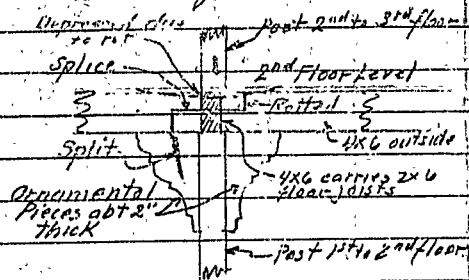 Depressed due
to rot
Splice
Post 2nd to 3rd floor
2nd Floor Level
Rotted
4x6 outside
Split
4x6 carries 2x6
floor joists
Ornamental
Pieces abt 2"
thick
Post 1st to 2nd floor